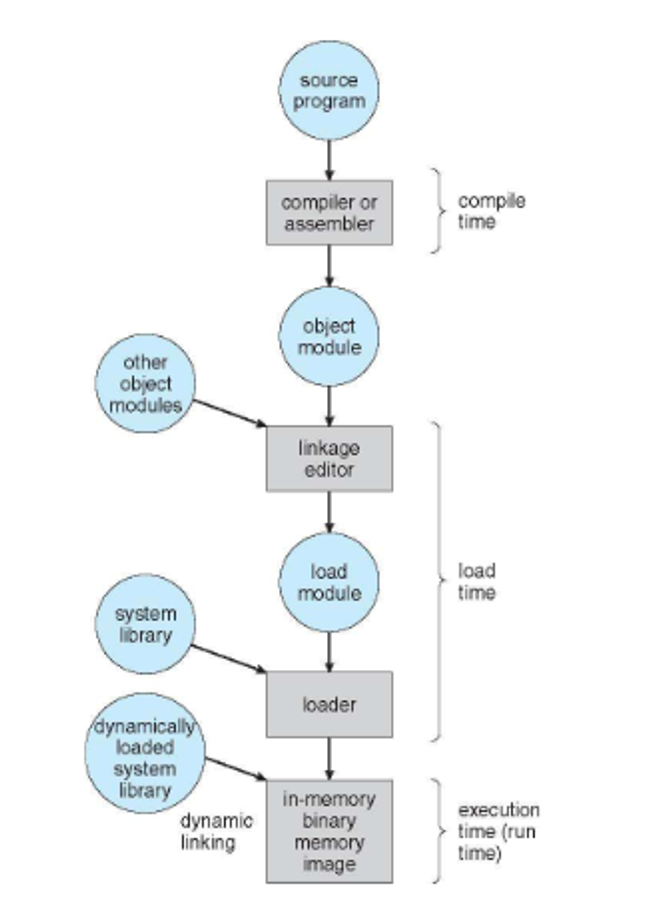 source
program
compiler or
assembler
compile
time
object
module
other
object
modules
linkage
editor
load
module
load
time
system
library
loader
dynamically
loaded
system
library
dynamic
linking
in-memory
binary
memory
image
execution
time (run
time)